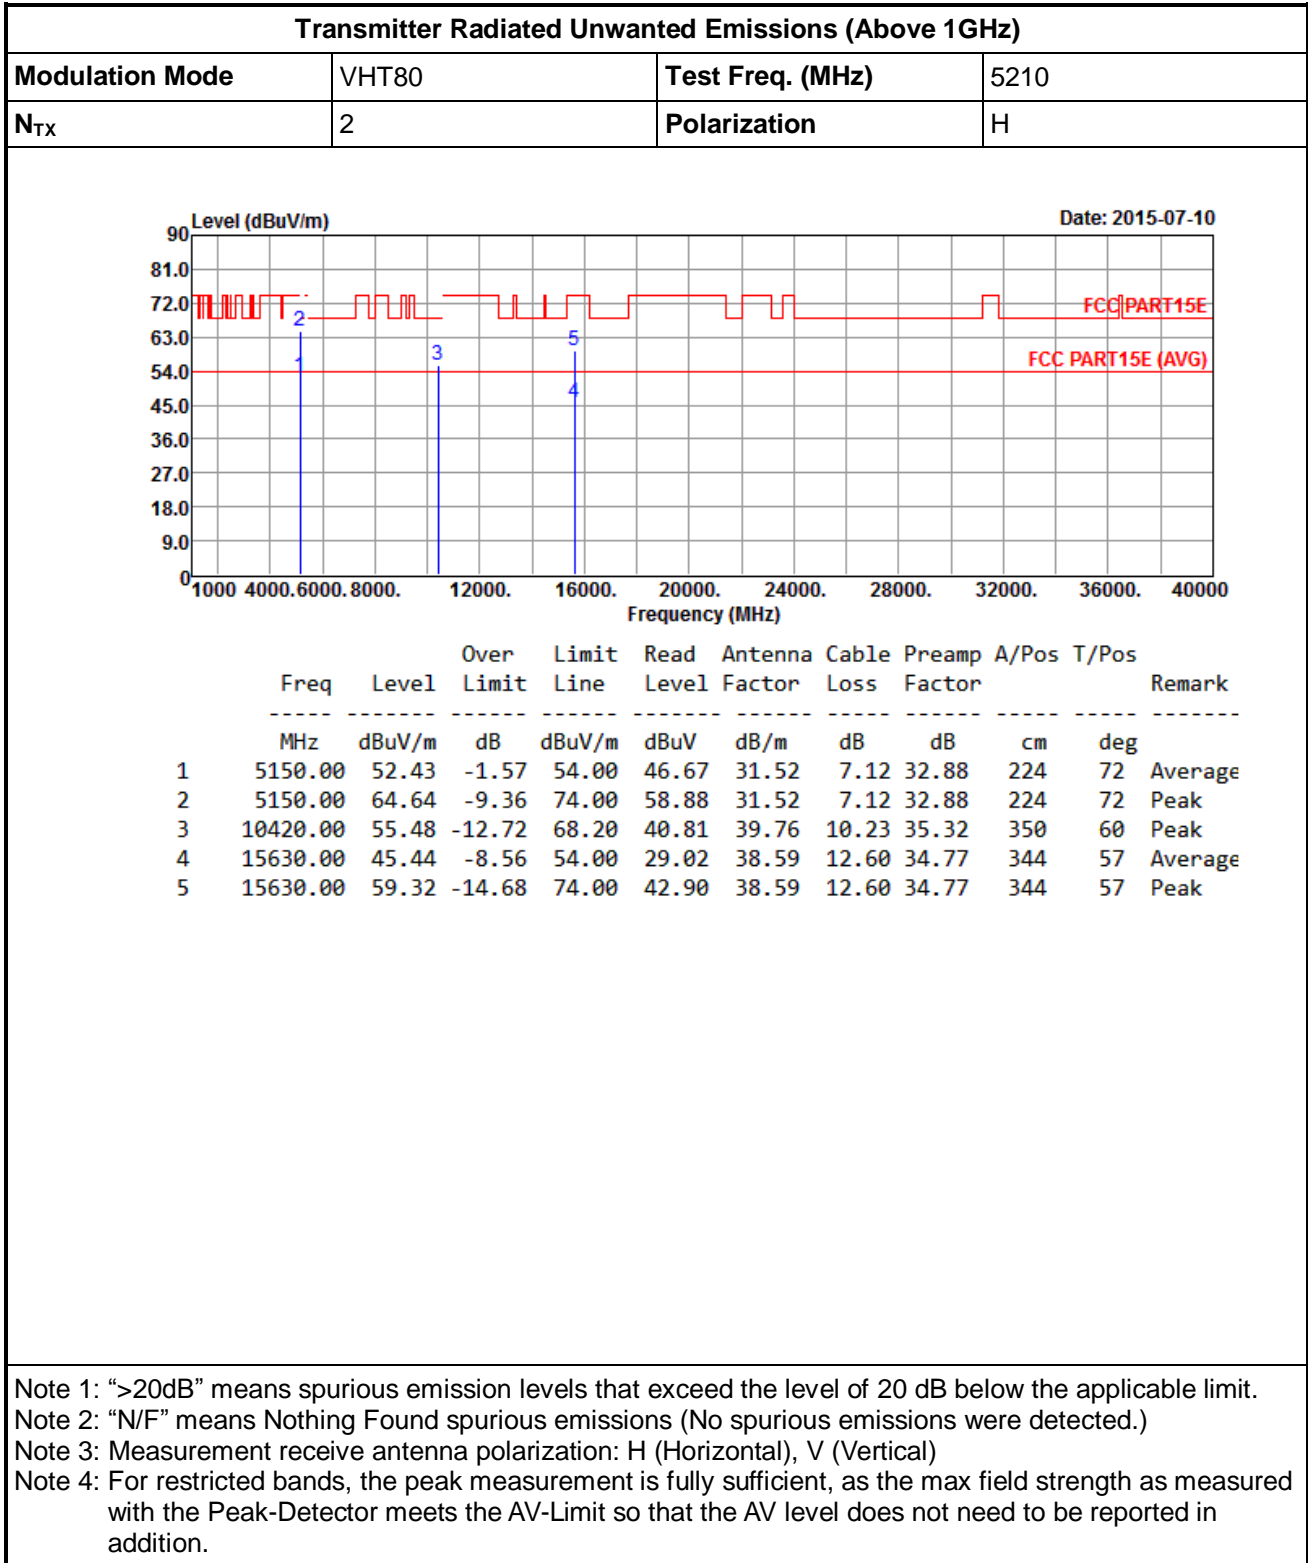 Transmitter Radiated Unwanted Emissions (Above 1GHz)
Modulation Mode VHT80 Test Freq. (MHz) 5210
NTX 2 Polarization H
Level (dBuV/m) Date: 2015-07-10
90
81.0
72.0
63.0
54.0
45.0
36.0
27.0
18.0
9.0
0
FCC PART15E
FCC PART15E (AVG)
2
1
3
5
4
1000 4000. 6000. 8000. 12000. 16000. 20000. 24000. 28000. 32000. 36000. 40000
Frequency (MHz)
Over Limit Read Antenna Cable Preamp A/Pos T/Pos
Freq Level Limit Line Level Factor Loss Factor Remark
----- ------- ------ ------ ------- ------ ----- ------ ----- ----- -------
MHz dBuV/m dB dBuV/m dBuV dB/m dB dB cm deg
1 5150.00 52.43 -1.57 54.00 46.67 31.52 7.12 32.88 224 72 Average
2 5150.00 64.64 -9.36 74.00 58.88 31.52 7.12 32.88 224 72 Peak
3 10420.00 55.48 -12.72 68.20 40.81 39.76 10.23 35.32 350 60 Peak
4 15630.00 45.44 -8.56 54.00 29.02 38.59 12.60 34.77 344 57 Average
5 15630.00 59.32 -14.68 74.00 42.90 38.59 12.60 34.77 344 57 Peak
Note 1: “>20dB” means spurious emission levels that exceed the level of 20 dB below the applicable limit.
Note 2: “N/F” means Nothing Found spurious emissions (No spurious emissions were detected.)
Note 3: Measurement receive antenna polarization: H (Horizontal), V (Vertical)
Note 4: For restricted bands, the peak measurement is fully sufficient, as the max field strength as measured
with the Peak-Detector meets the AV-Limit so that the AV level does not need to be reported in
addition.